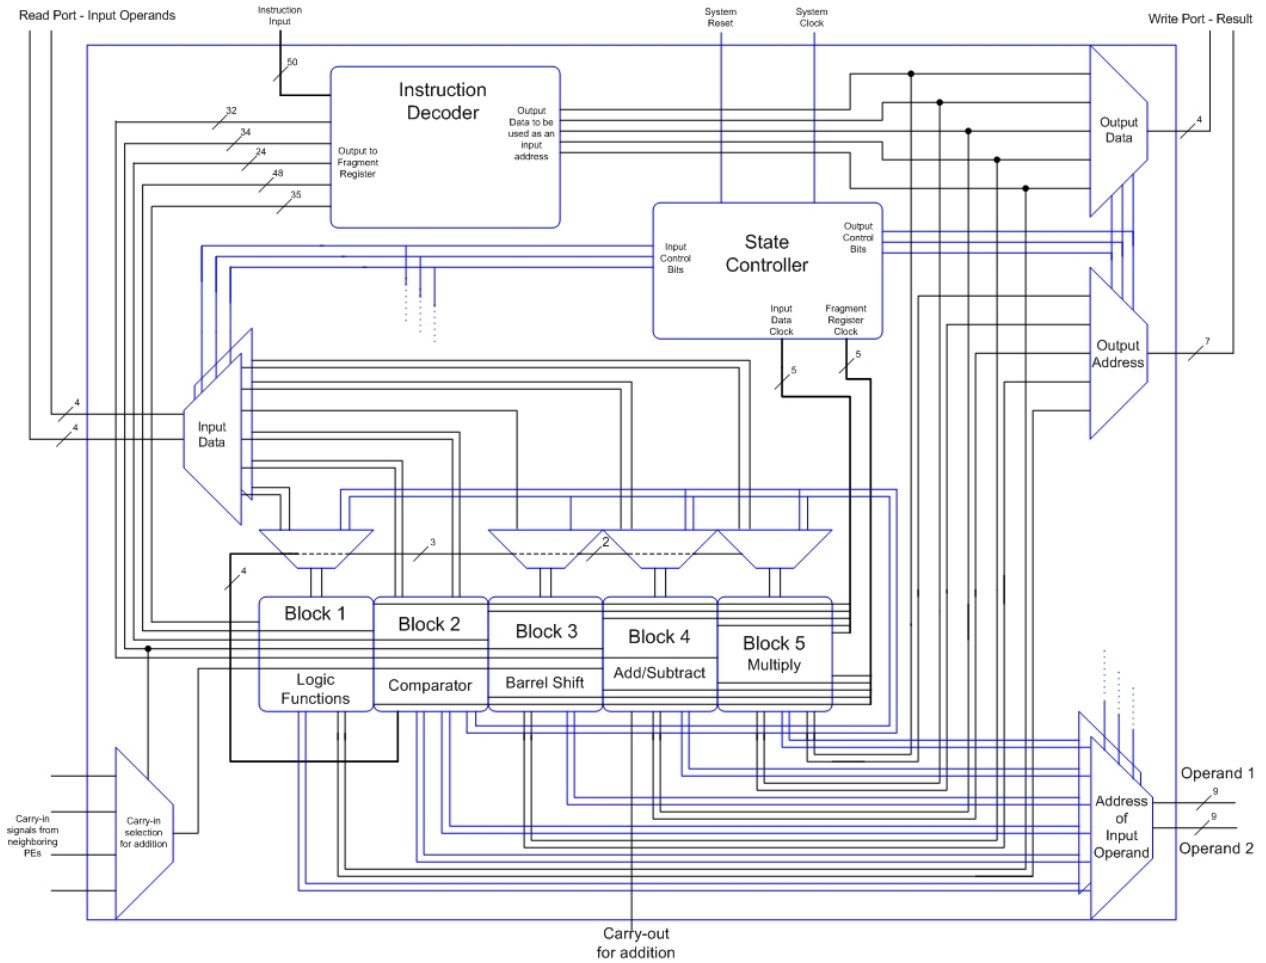 Read Port - Input Operands
Instruction
Input
System
Reset
System
Clock
Write Port - Result
50
Instruction
Decoder
32
34
24
48
35
Output to
Fragment
Register
Output
Data to be
used as an
input
address
Output
Data
4
Input
Control
Bits
State
Controller
Output
Control
Bits
Input
Data
Clock
Fragment
Register
Clock
5
5
Output
Address
7
4
4
Input
Data
3
2
4
Block 1
Logic
Functions
Block 2
Comparator
Block 3
Barrel Shift
Block 4
Add/Subtract
Block 5
Multiply
Carry-in
signals from
neighboring
PEs
Carry-in
selection
for addition
Address
of
Input
Operand
Operand 1
9
9
Operand 2
Carry-out
for addition